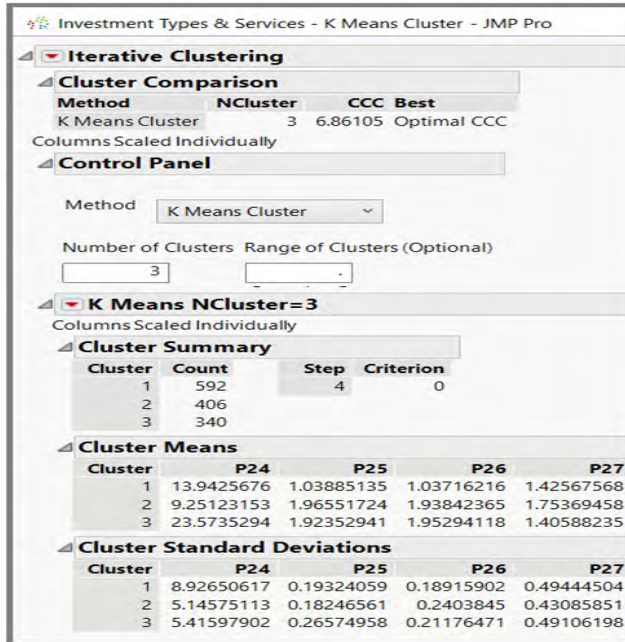 Investment Types & Services - K Means Cluster - JMP Pro
Iterative Clustering
Cluster Comparison
Method NCluster CCC Best
K Means Cluster 3 6.86105 Optimal CCC
Columns Scaled Individually
Control Panel
Method K Means Cluster
Number of Clusters Range of Clusters (Optional)
3 .
K Means NCluster=3
Columns Scaled Individually
Cluster Summary
Cluster Count Step Criterion
1 592 4 0
2 406
3 340
Cluster Means
Cluster P24 P25 P26 P27
1 13.9425676 1.03885135 1.03716216 1.42567568
2 9.25123153 1.96551724 1.93842365 1.75369458
3 23.5735294 1.92352941 1.95294118 1.40588235
Cluster Standard Deviations
Cluster P24 P25 P26 P27
1 8.92650617 0.19324059 0.18915902 0.49444504
2 5.14575113 0.18246561 0.2403845 0.43085851
3 5.41597902 0.26574958 0.21176471 0.49106198